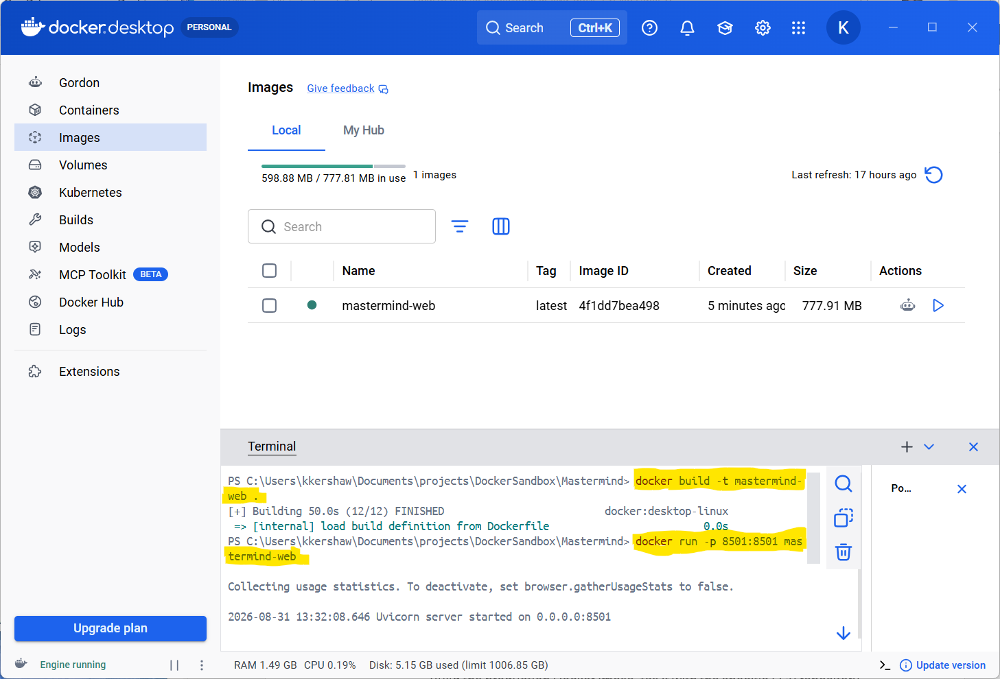 docker.desktop PERSONAL Search Ctrl+K K
Gordon
Containers
Images
Volumes
Kubernetes
Builds
Models
MCP Toolkit BETA
Docker Hub
Logs
Extensions
Upgrade plan
Images Give feedback
Local My Hub
598.88 MB / 777.81 MB in use 1 images
Last refresh: 17 hours ago
Search
Name Tag Image ID Created Size Actions
mastermind-web latest 4f1dd7bea498 5 minutes ago 777.91 MB
Terminal
PS C:\Users\kkershaw\Documents\projects\DockerSandbox\Mastermind> docker build -t mastermind-
web .
[+] Building 50.0s (12/12) FINISHED docker:desktop-linux
=> [internal] load build definition from Dockerfile 0.0s
PS C:\Users\kkershaw\Documents\projects\DockerSandbox\Mastermind> docker run -p 8501:8501 mas
termind-web
Collecting usage statistics. To deactivate, set browser.gatherUsageStats to false.
2026-08-31 13:32:08.646 Uvicorn server started on 0.0.0.0:8501
Po...
Engine running RAM 1.49 GB CPU 0.19% Disk: 5.15 GB used (limit 1006.85 GB) Update version